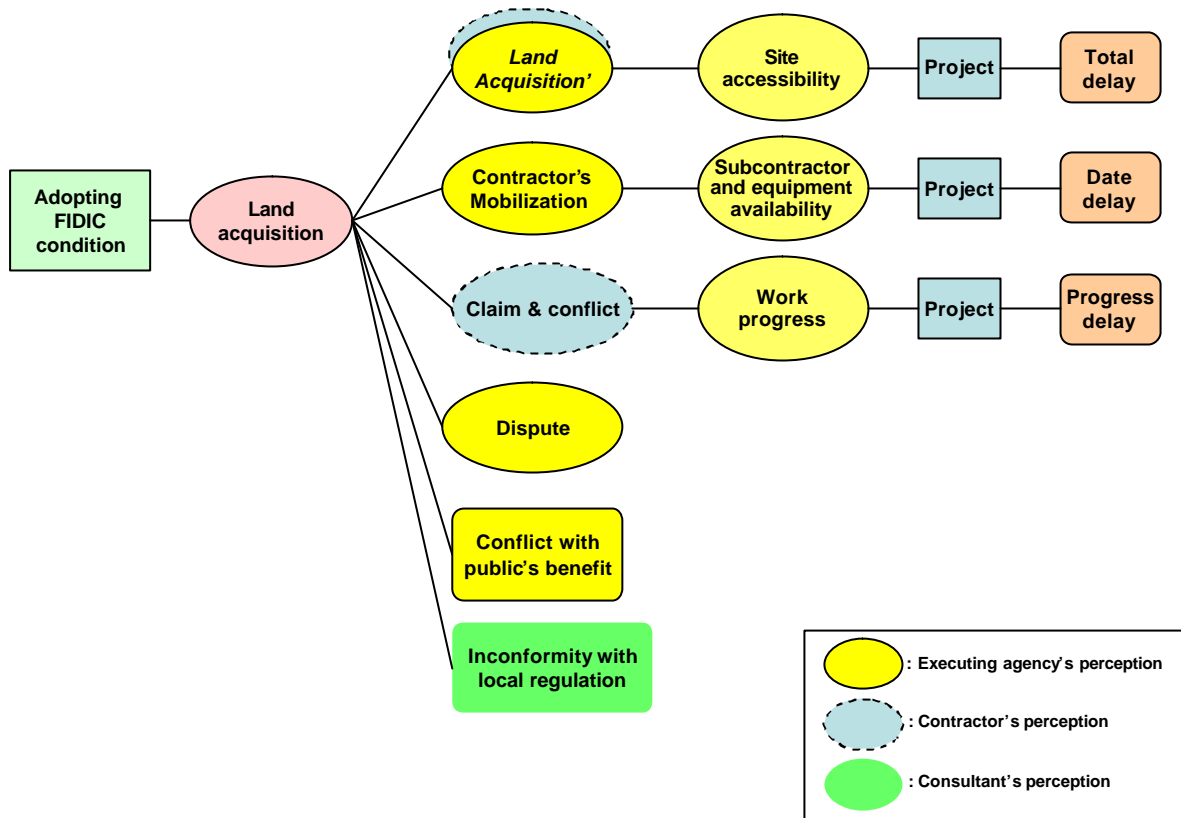 Land
Acquisition’
Site
accessibility
Project
Total
delay
Adopting
FIDIC
condition
Land
acquisition
Contractor’s
Mobilization
Subcontractor
and equipment
availability
Project
Date
delay
Claim & conflict
Work
progress
Project
Progress
delay
Dispute
Conflict with
public’s benefit
Inconformity with
local regulation
: Executing agency’s perception
: Contractor’s perception
: Consultant’s perception